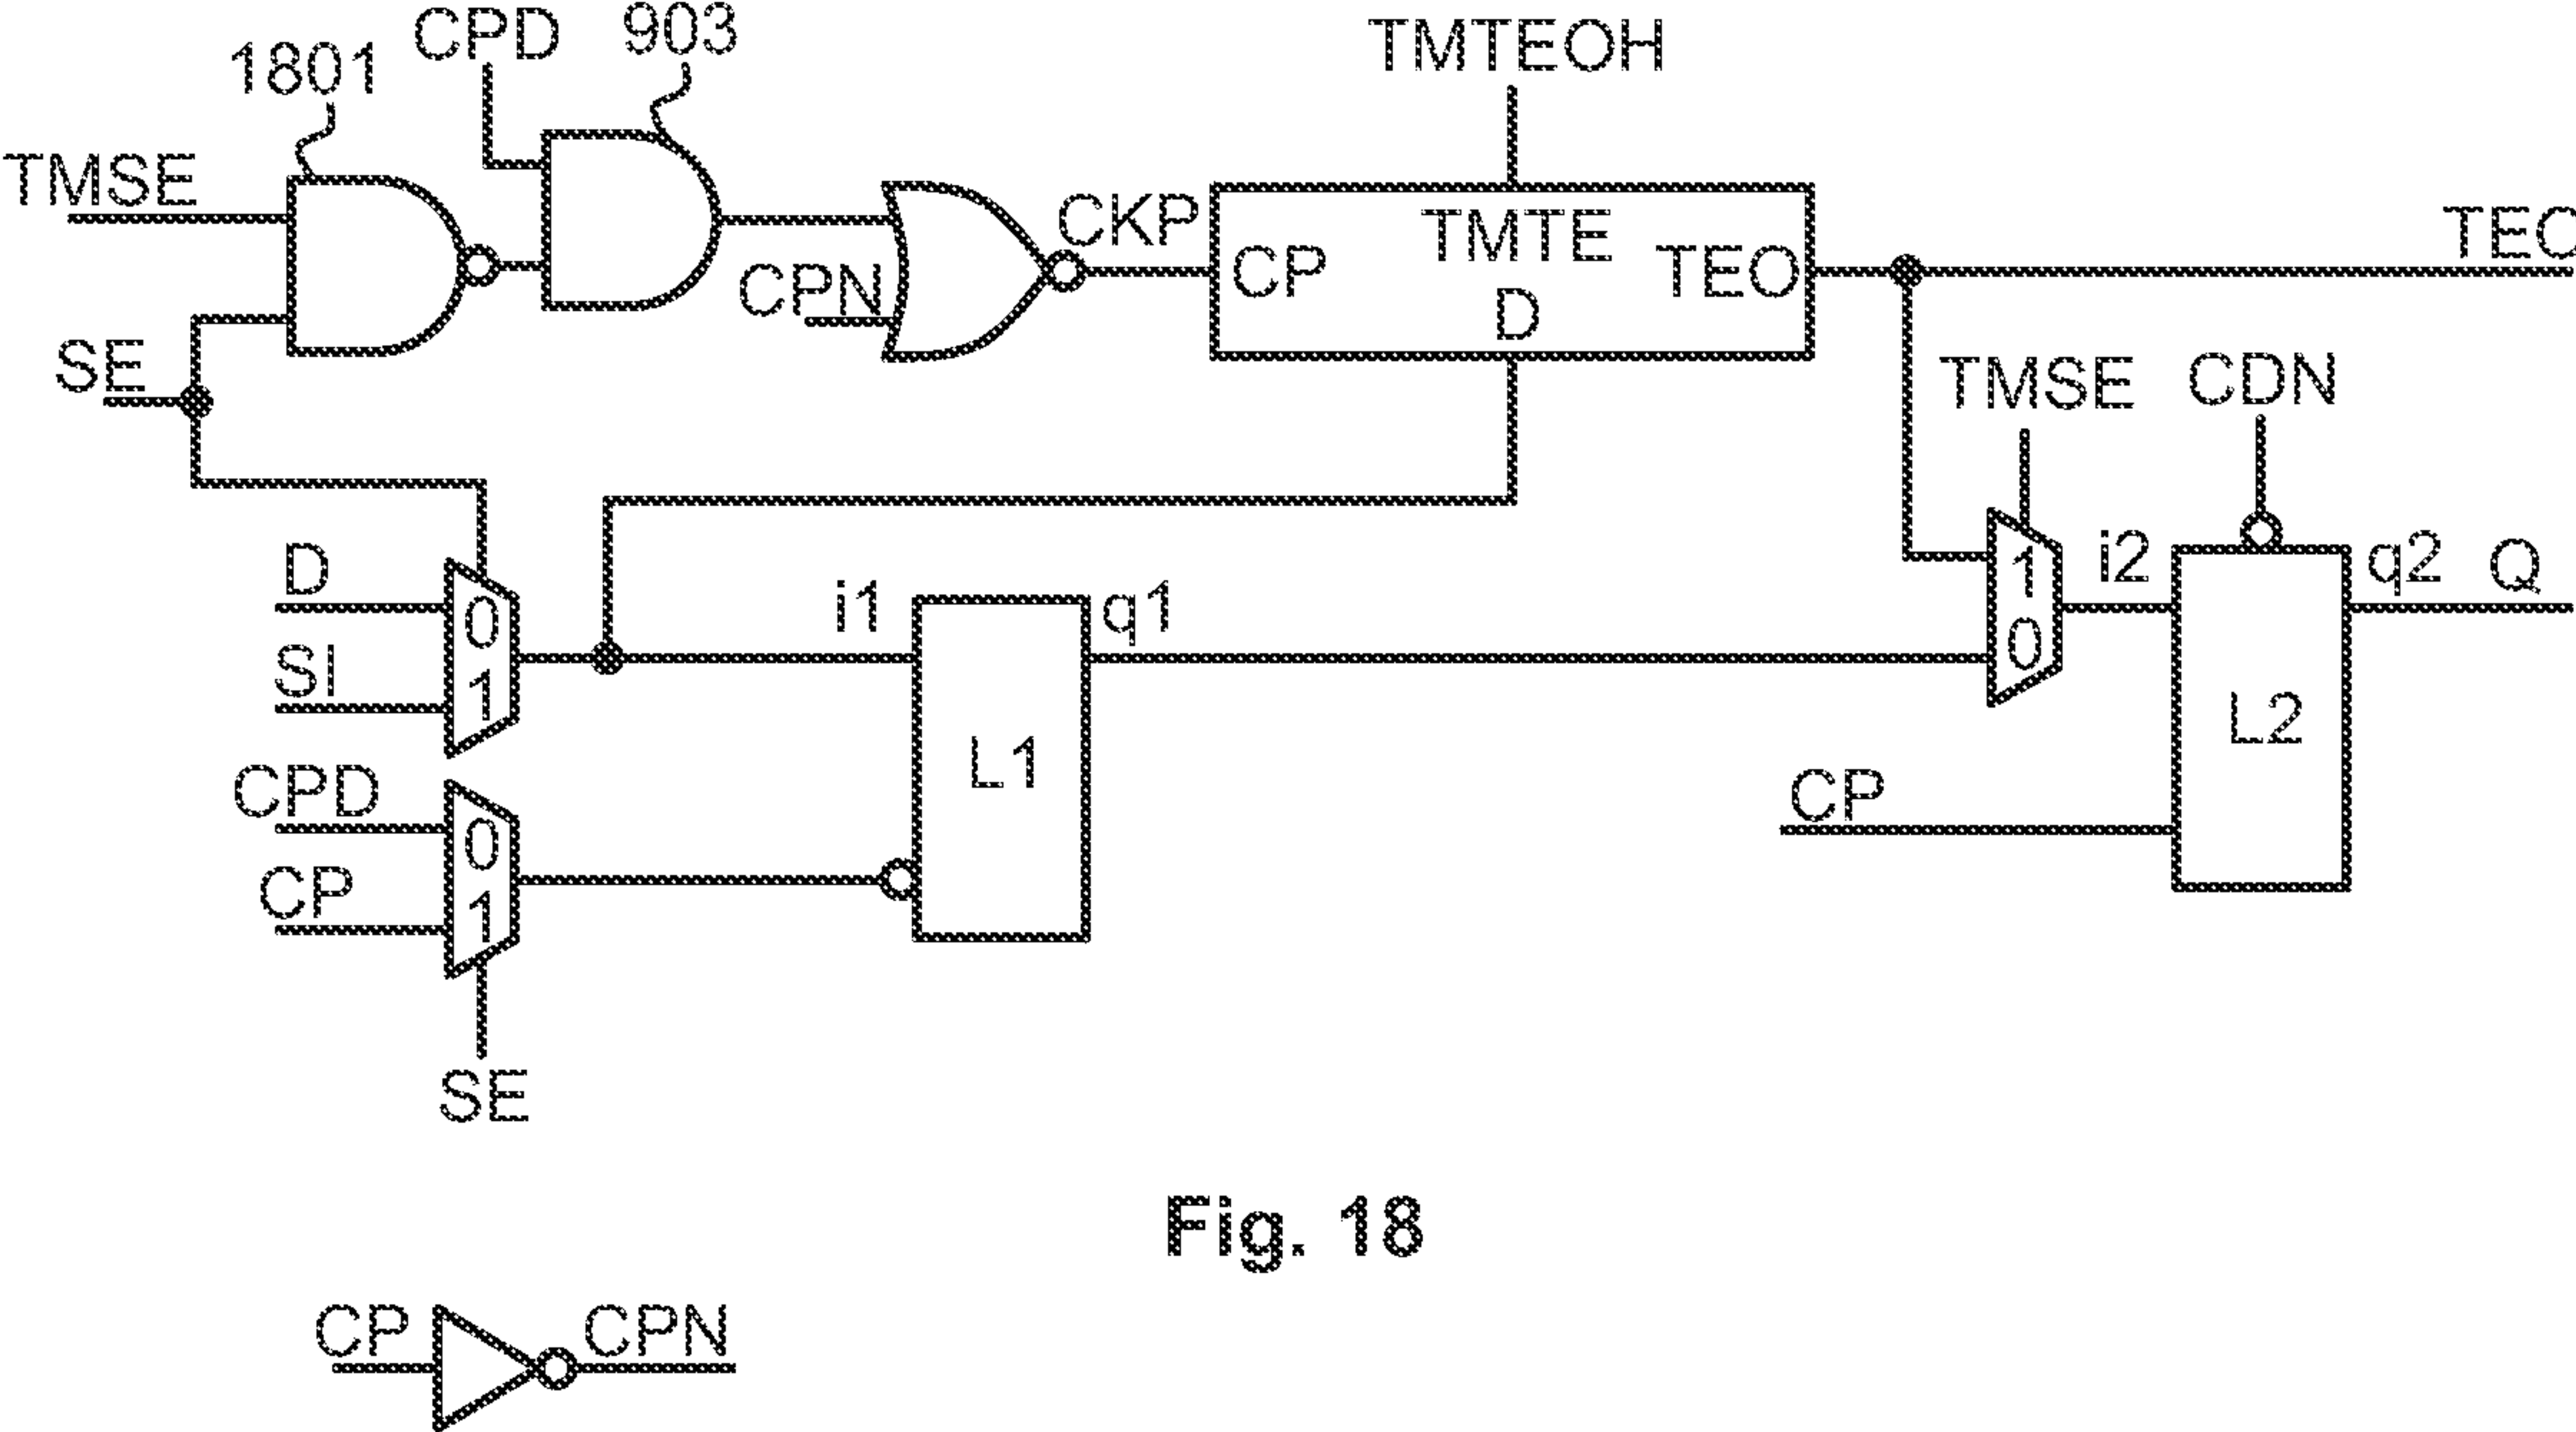 CPD
903
TMTEOH
1801
TMSE
CKP
TMTE
TEO
CP
TEO
CPN
D
SE
TMSE
CDN
D
0
i1
q1
1
i2
q2
Q
SI
1
0
L1
L2
CPD
0
CP
CP
1
SE
Fig. 18
CP
CPN